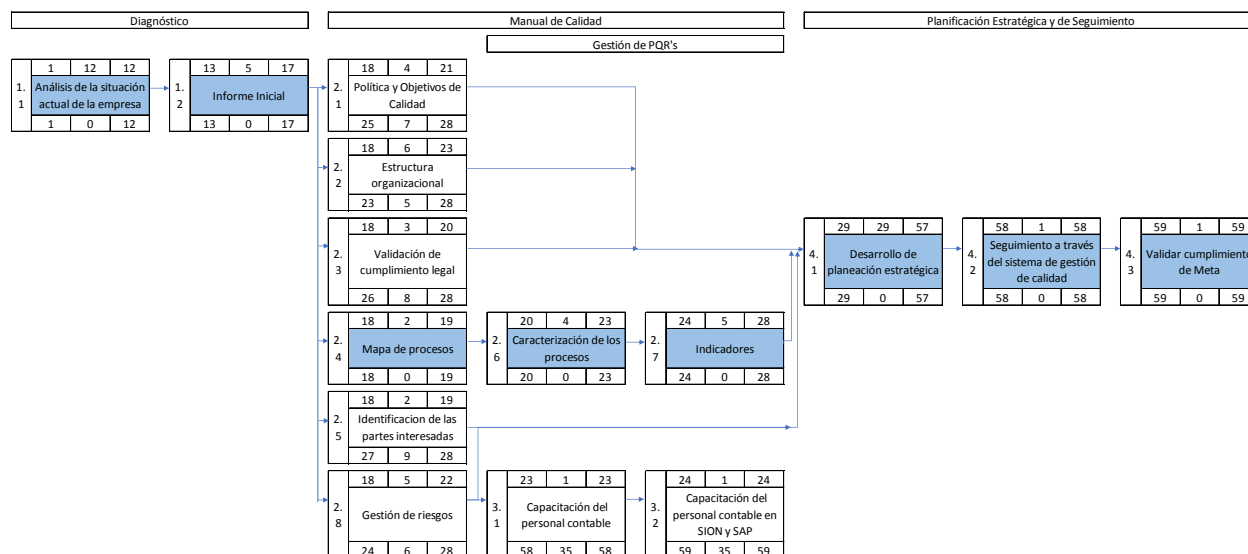 Diagnóstico
Manual de Calidad
Planificación Estratégica y de Seguimiento
Gestión de PQR's
1 12 12
1.
1
Análisis de la situación
actual de la empresa
1 0 12
13 5 17
1.
2
Informe Inicial
13 0 17
18 4 21
2.
1
Política y Objetivos de
Calidad
25 7 28
18 6 23
2.
2
Estructura
organizacional
23 5 28
18 3 20
2.
3
Validación de
cumplimiento legal
26 8 28
29 29 57
4.
1
Desarrollo de
planeación estratégica
29 0 57
58 1 58
4.
2
Seguimiento a través
del sistema de gestión
de calidad
58 0 58
59 1 59
4.
3
Validar cumplimiento
de Meta
59 0 59
18 2 19
2.
4
Mapa de procesos
18 0 19
20 4 23
2.
6
Caracterización de los
procesos
20 0 23
24 5 28
2.
7
Indicadores
24 0 28
18 2 19
2.
5
Identificacion de las
partes interesadas
27 9 28
18 5 22
2.
8
Gestión de riesgos
24 6 28
23 1 23
3.
1
Capacitación del
personal contable
58 35 58
24 1 24
3.
2
Capacitación del
personal contable en
SION y SAP
59 35 59